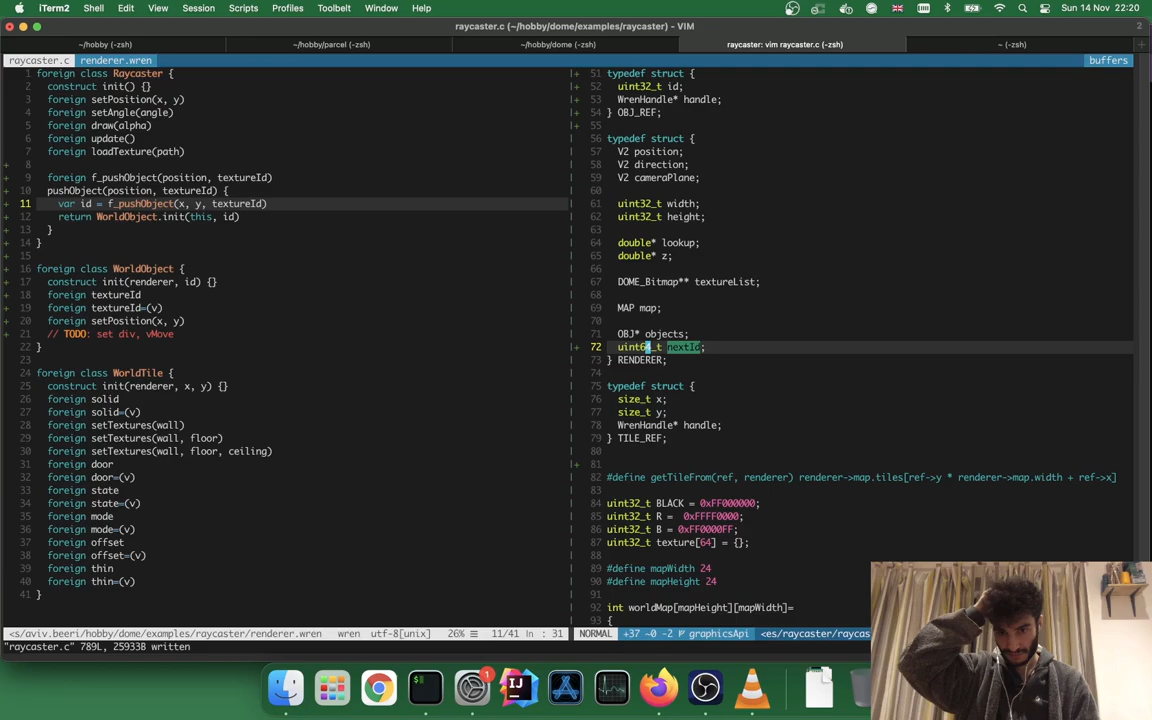 iTerm2 Shell Edit View Session Scripts Profiles Toolbelt Window Help Sun 14 Nov 22:20
raycaster.c (~/hobby/dome/examples/raycaster) - VIM 2
~/hobby (-zsh) ~/hobby/parcel (-zsh) ~/hobby/dome (-zsh) raycaster: vim raycaster.c (-zsh) ~ (-zsh)
raycaster.c renderer.wren buffers
1 foreign class Raycaster {
2 construct init() {}
3 foreign setPosition(x, y)
4 foreign setAngle(angle)
5 foreign draw(alpha)
6 foreign update()
7 foreign loadTexture(path)
+ 8
+ 9 foreign f_pushObject(position, textureId)
+ 10 pushObject(position, textureId) {
+ 11 var id = f_pushObject(x, y, textureId)
+ 12 return WorldObject.init(this, id)
+ 13 }
+ 14 }
+ 15
+ 16 foreign class WorldObject {
+ 17 construct init(renderer, id) {}
+ 18 foreign textureId
+ 19 foreign textureId=(v)
+ 20 foreign setPosition(x, y)
+ 21 // TODO: set div, vMove
22 }
23
24 foreign class WorldTile {
25 construct init(renderer, x, y) {}
26 foreign solid
27 foreign solid=(v)
28 foreign setTextures(wall)
29 foreign setTextures(wall, floor)
30 foreign setTextures(wall, floor, ceiling)
31 foreign door
32 foreign door=(v)
33 foreign state
34 foreign state=(v)
35 foreign mode
36 foreign mode=(v)
37 foreign offset
38 foreign offset=(v)
39 foreign thin
40 foreign thin=(v)
41 }
<s/aviv.beeri/hobby/dome/examples/raycaster/renderer.wren wren utf-8[unix] 26% 11/41 : 31
"raycaster.c" 789L, 25933B written
+ 51 typedef struct {
+ 52 uint32_t id;
+ 53 WrenHandle* handle;
+ 54 } OBJ_REF;
+ 55
56 typedef struct {
57 V2 position;
58 V2 direction;
59 V2 cameraPlane;
60
61 uint32_t width;
62 uint32_t height;
63
64 double* lookup;
65 double* z;
66
67 DOME_Bitmap** textureList;
68
69 MAP map;
70
71 OBJ* objects;
+ 72 uint64_t nextId;
73 } RENDERER;
74
75 typedef struct {
76 size_t x;
77 size_t y;
78 WrenHandle* handle;
79 } TILE_REF;
80
+ 81
82 #define getTileFrom(ref, renderer) renderer->map.tiles[ref->y * renderer->map.width + ref->x]
83
84 uint32_t BLACK = 0xFF000000;
85 uint32_t R = 0xFFFF0000;
86 uint32_t B = 0xFF0000FF;
87 uint32_t texture[64] = {};
88
89 #define mapWidth 24
90 #define mapHeight 24
91
92 int worldMap[mapHeight][mapWidth]=
93 {
NORMAL +37 ~0 -2 graphicsApi <es/raycaster/raycas
1